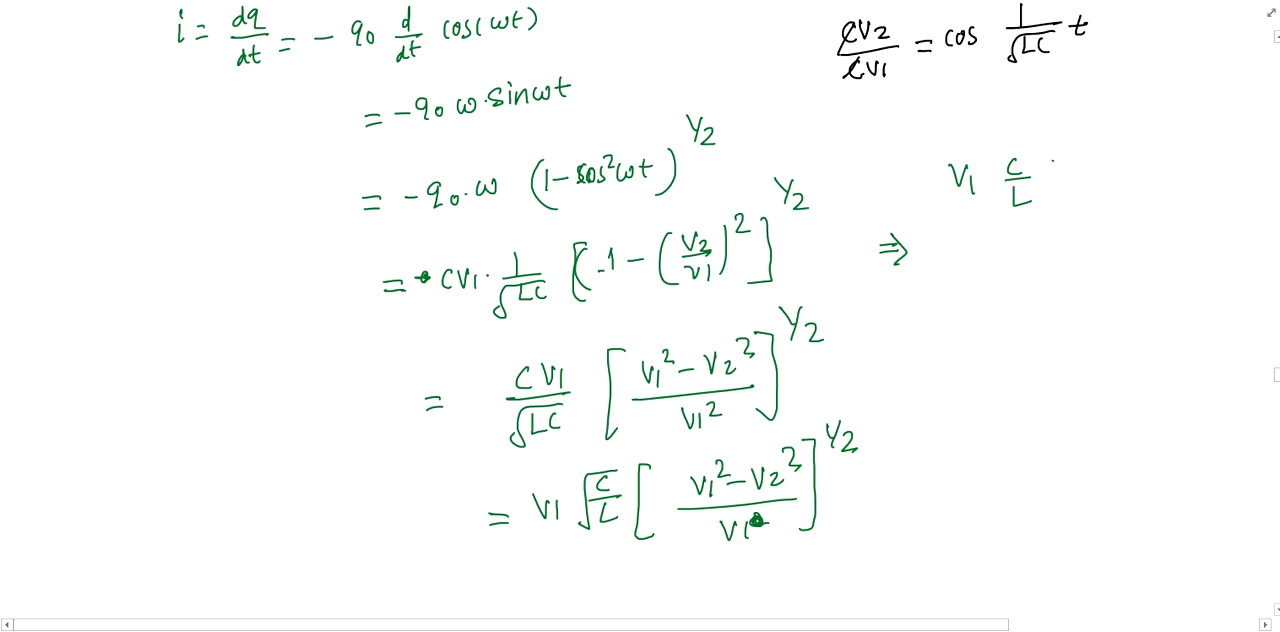 i = dq/dt = - q0 d/dt cos(ωt)
CV2/CV1 = cos 1/√LC t
= -q0 ω.sinωt
= -q0.ω (1-cos²ωt)^1/2
V1 C/L
= CV1. 1/√LC [1-(V2/V1)²]^1/2 ⇒
= CV1/√LC [V1²-V2²/V1²]^1/2
= V1 √C/L [V1²-V2²/V1]^1/2